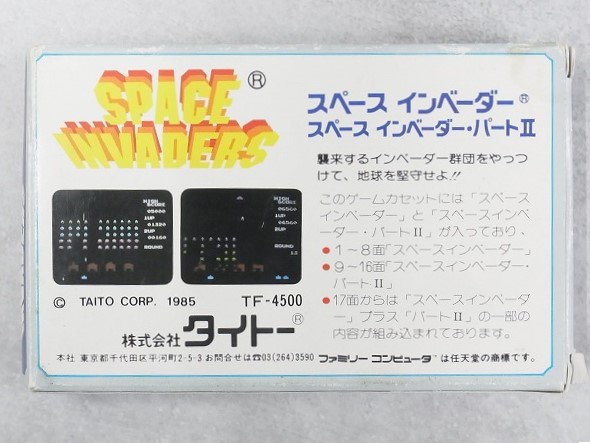 SPACE
INVADERS®
スペース インベーダー®
スペース インベーダー・パートⅡ
襲来するインベーダー群団をやっつ
けて、地球を堅守せよ!!
このゲームカセットには「スペース
インベーダー」と「スペースインベ
ーダー・パートⅡ」が入っており、
●1〜8面「スペースインベーダー」
●9〜16面「スペースインベーダー・
パートⅡ」
●17面からは「スペースインベーダ
ー」プラス「パートⅡ」の一部の
内容が組み込まれております。
HIGH
SCORE
05000
1UP
01320
2UP
00160
ROUND
HIGH
SCORE
1UP
2UP
ROUND
© TAITO CORP. 1985
TF-4500
株式会社 タイトー®
本社 東京都千代田区平河町2-5-3 お問合せは☎03(264)3590
ファミリー コンピュータ™は任天堂の商標です。